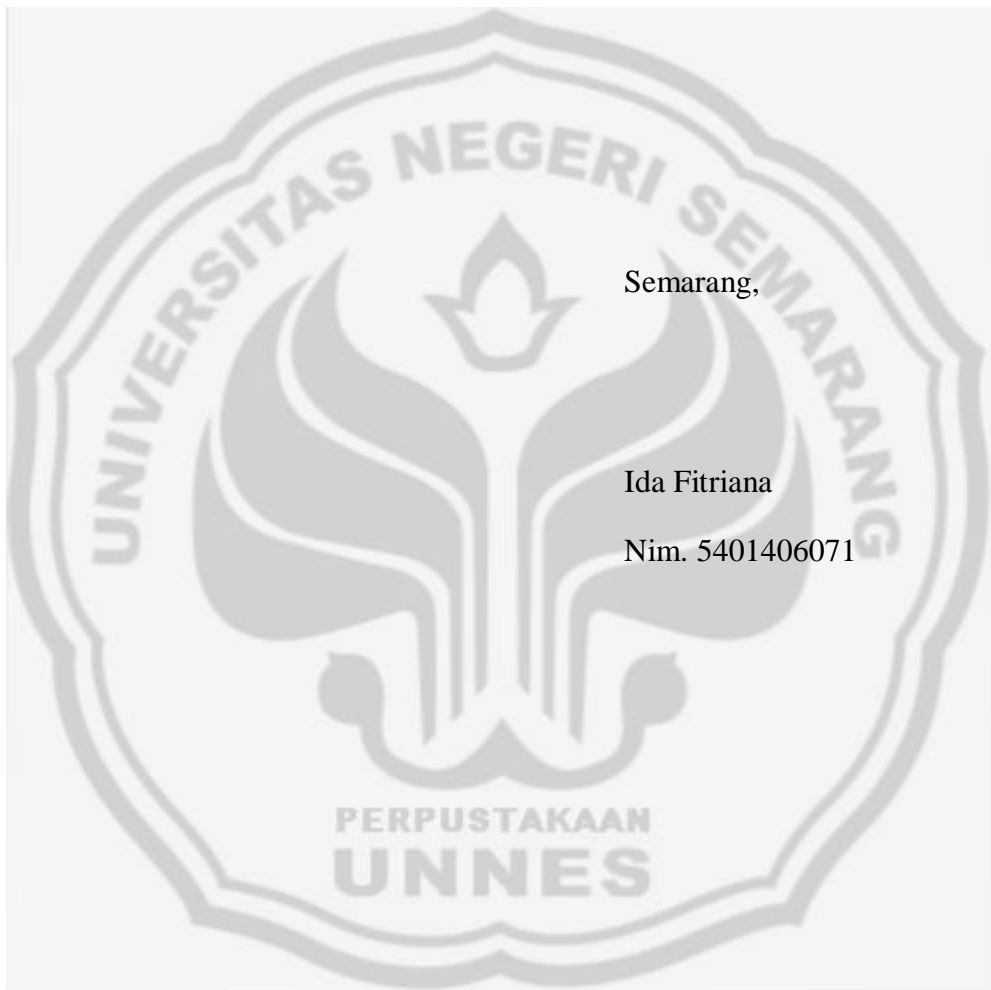 UNIVERSITAS NEGERI SEMARANG
Semarang,
Ida Fitriana
Nim. 5401406071
PERPUSTAKAAN
UNNES